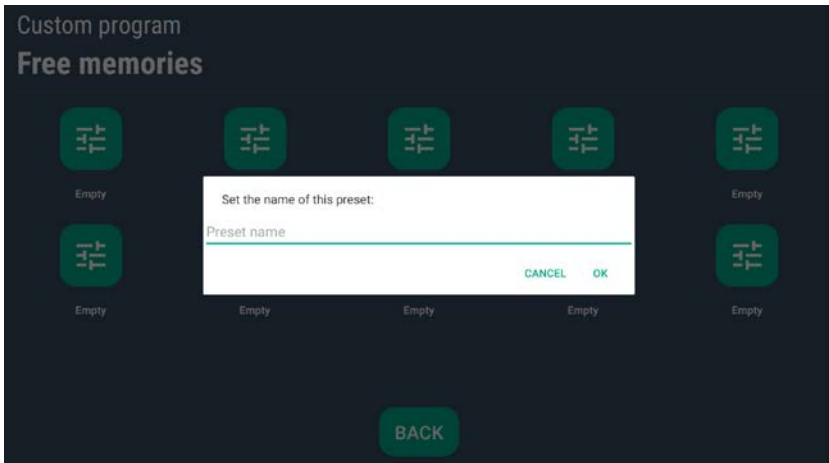 Custom program
Free memories
Empty
Empty
Set the name of this preset:
Preset name
CANCEL OK
Empty Empty Empty Empty Empty
BACK